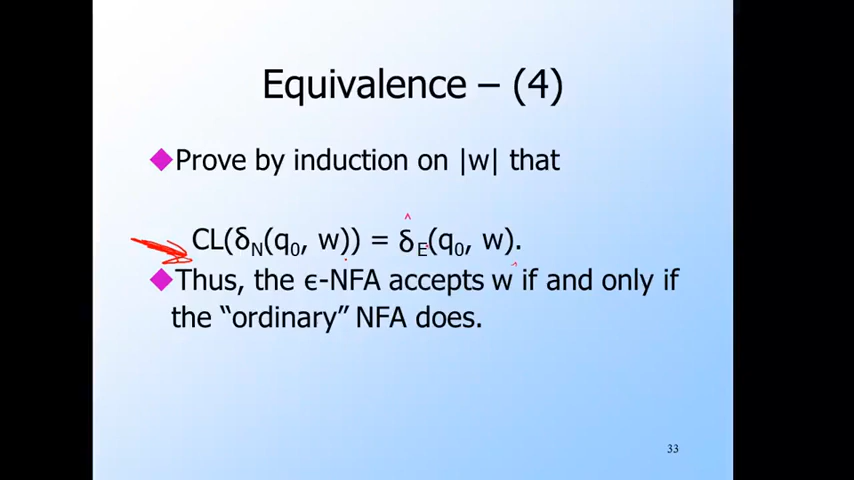 Equivalence – (4)
◆Prove by induction on |w| that
CL(δN(q0, w)) = δ̂E(q0, w).
◆Thus, the ϵ-NFA accepts w if and only if
the “ordinary” NFA does.
33